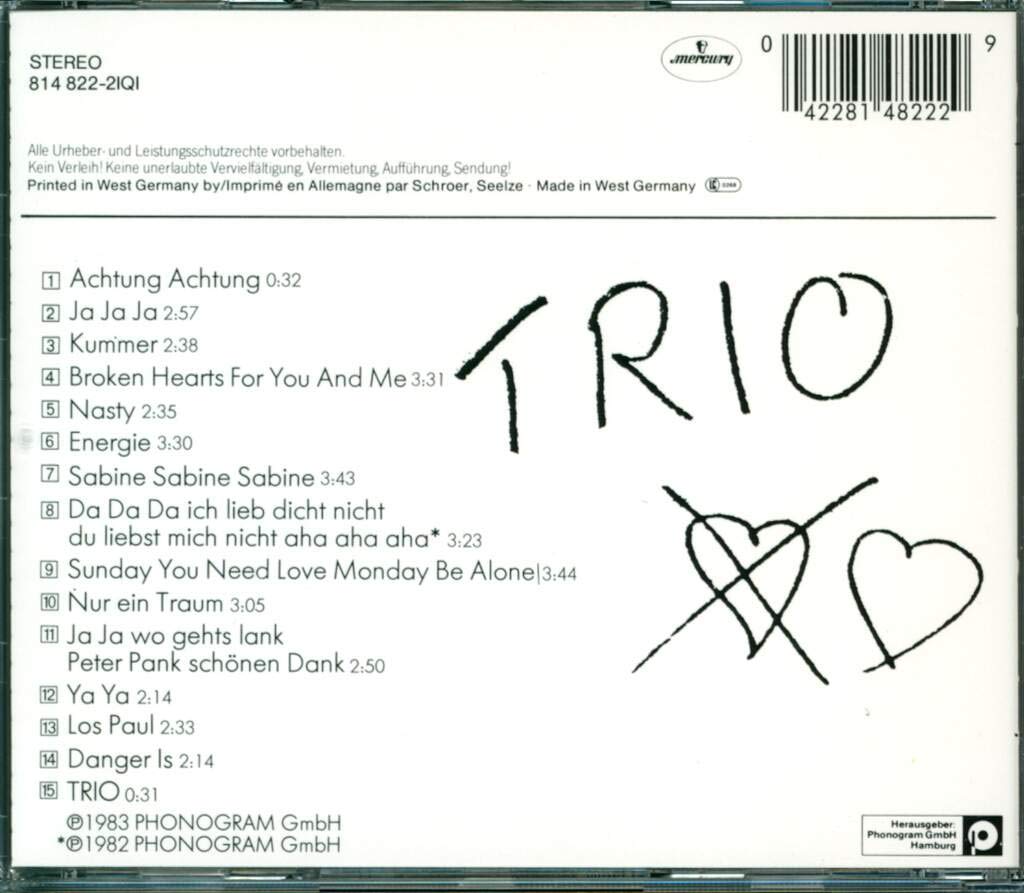 STEREO
814 822-2IQI
mercury
0 42281 48222 9
Alle Urheber- und Leistungsschutzrechte vorbehalten.
Kein Verleih! Keine unerlaubte Vervielfältigung, Vermietung, Aufführung, Sendung!
Printed in West Germany by/Imprimé en Allemagne par Schroer, Seelze · Made in West Germany
1 Achtung Achtung 0:32
2 Ja Ja Ja 2:57
3 Kummer 2:38
4 Broken Hearts For You And Me 3:31
5 Nasty 2:35
6 Energie 3:30
7 Sabine Sabine Sabine 3:43
8 Da Da Da ich lieb dicht nicht
du liebst mich nicht aha aha aha* 3:23
9 Sunday You Need Love Monday Be Alone|3:44
10 Nur ein Traum 3:05
11 Ja Ja wo gehts lank
Peter Pank schönen Dank 2:50
12 Ya Ya 2:14
13 Los Paul 2:33
14 Danger Is 2:14
15 TRIO 0:31
℗1983 PHONOGRAM GmbH
*℗1982 PHONOGRAM GmbH
TRIO
Herausgeber:
Phonogram GmbH
Hamburg